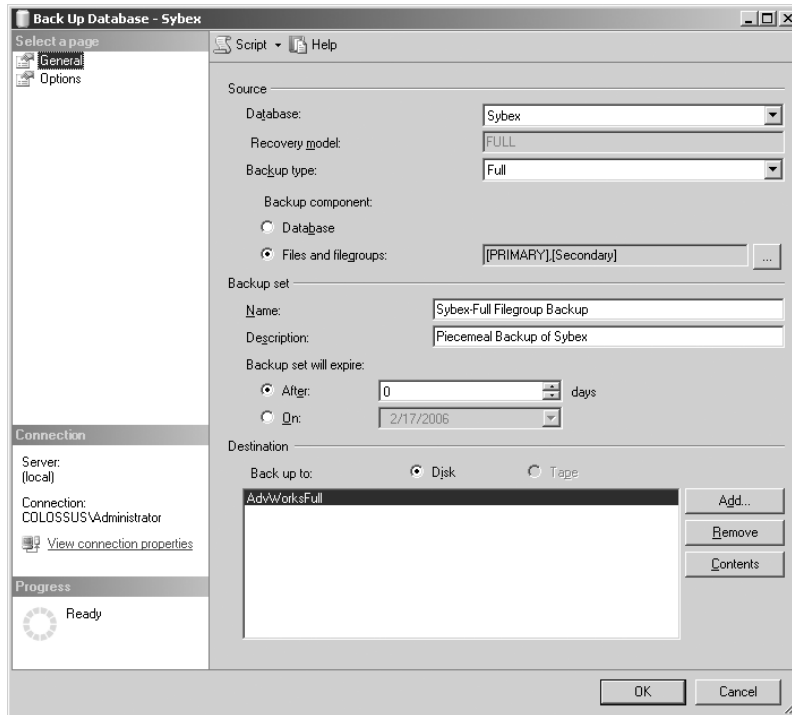 Back Up Database - Sybex
Select a page
General
Options
Script
Help
Source
Database:
Sybex
Recovery model:
FULL
Backup type:
Full
Backup component:
Database
Files and filegroups:
[PRIMARY],[Secondary]
...
Backup set
Name:
Sybex-Full Filegroup Backup
Description:
Piecemeal Backup of Sybex
Backup set will expire:
After:
0
days
On:
2/17/2006
Connection
Server:
(local)
Connection:
COLOSSUS\Administrator
View connection properties
Destination
Back up to:
Disk
Tape
AdvWorksFull
Add...
Remove
Contents
Progress
Ready
OK
Cancel